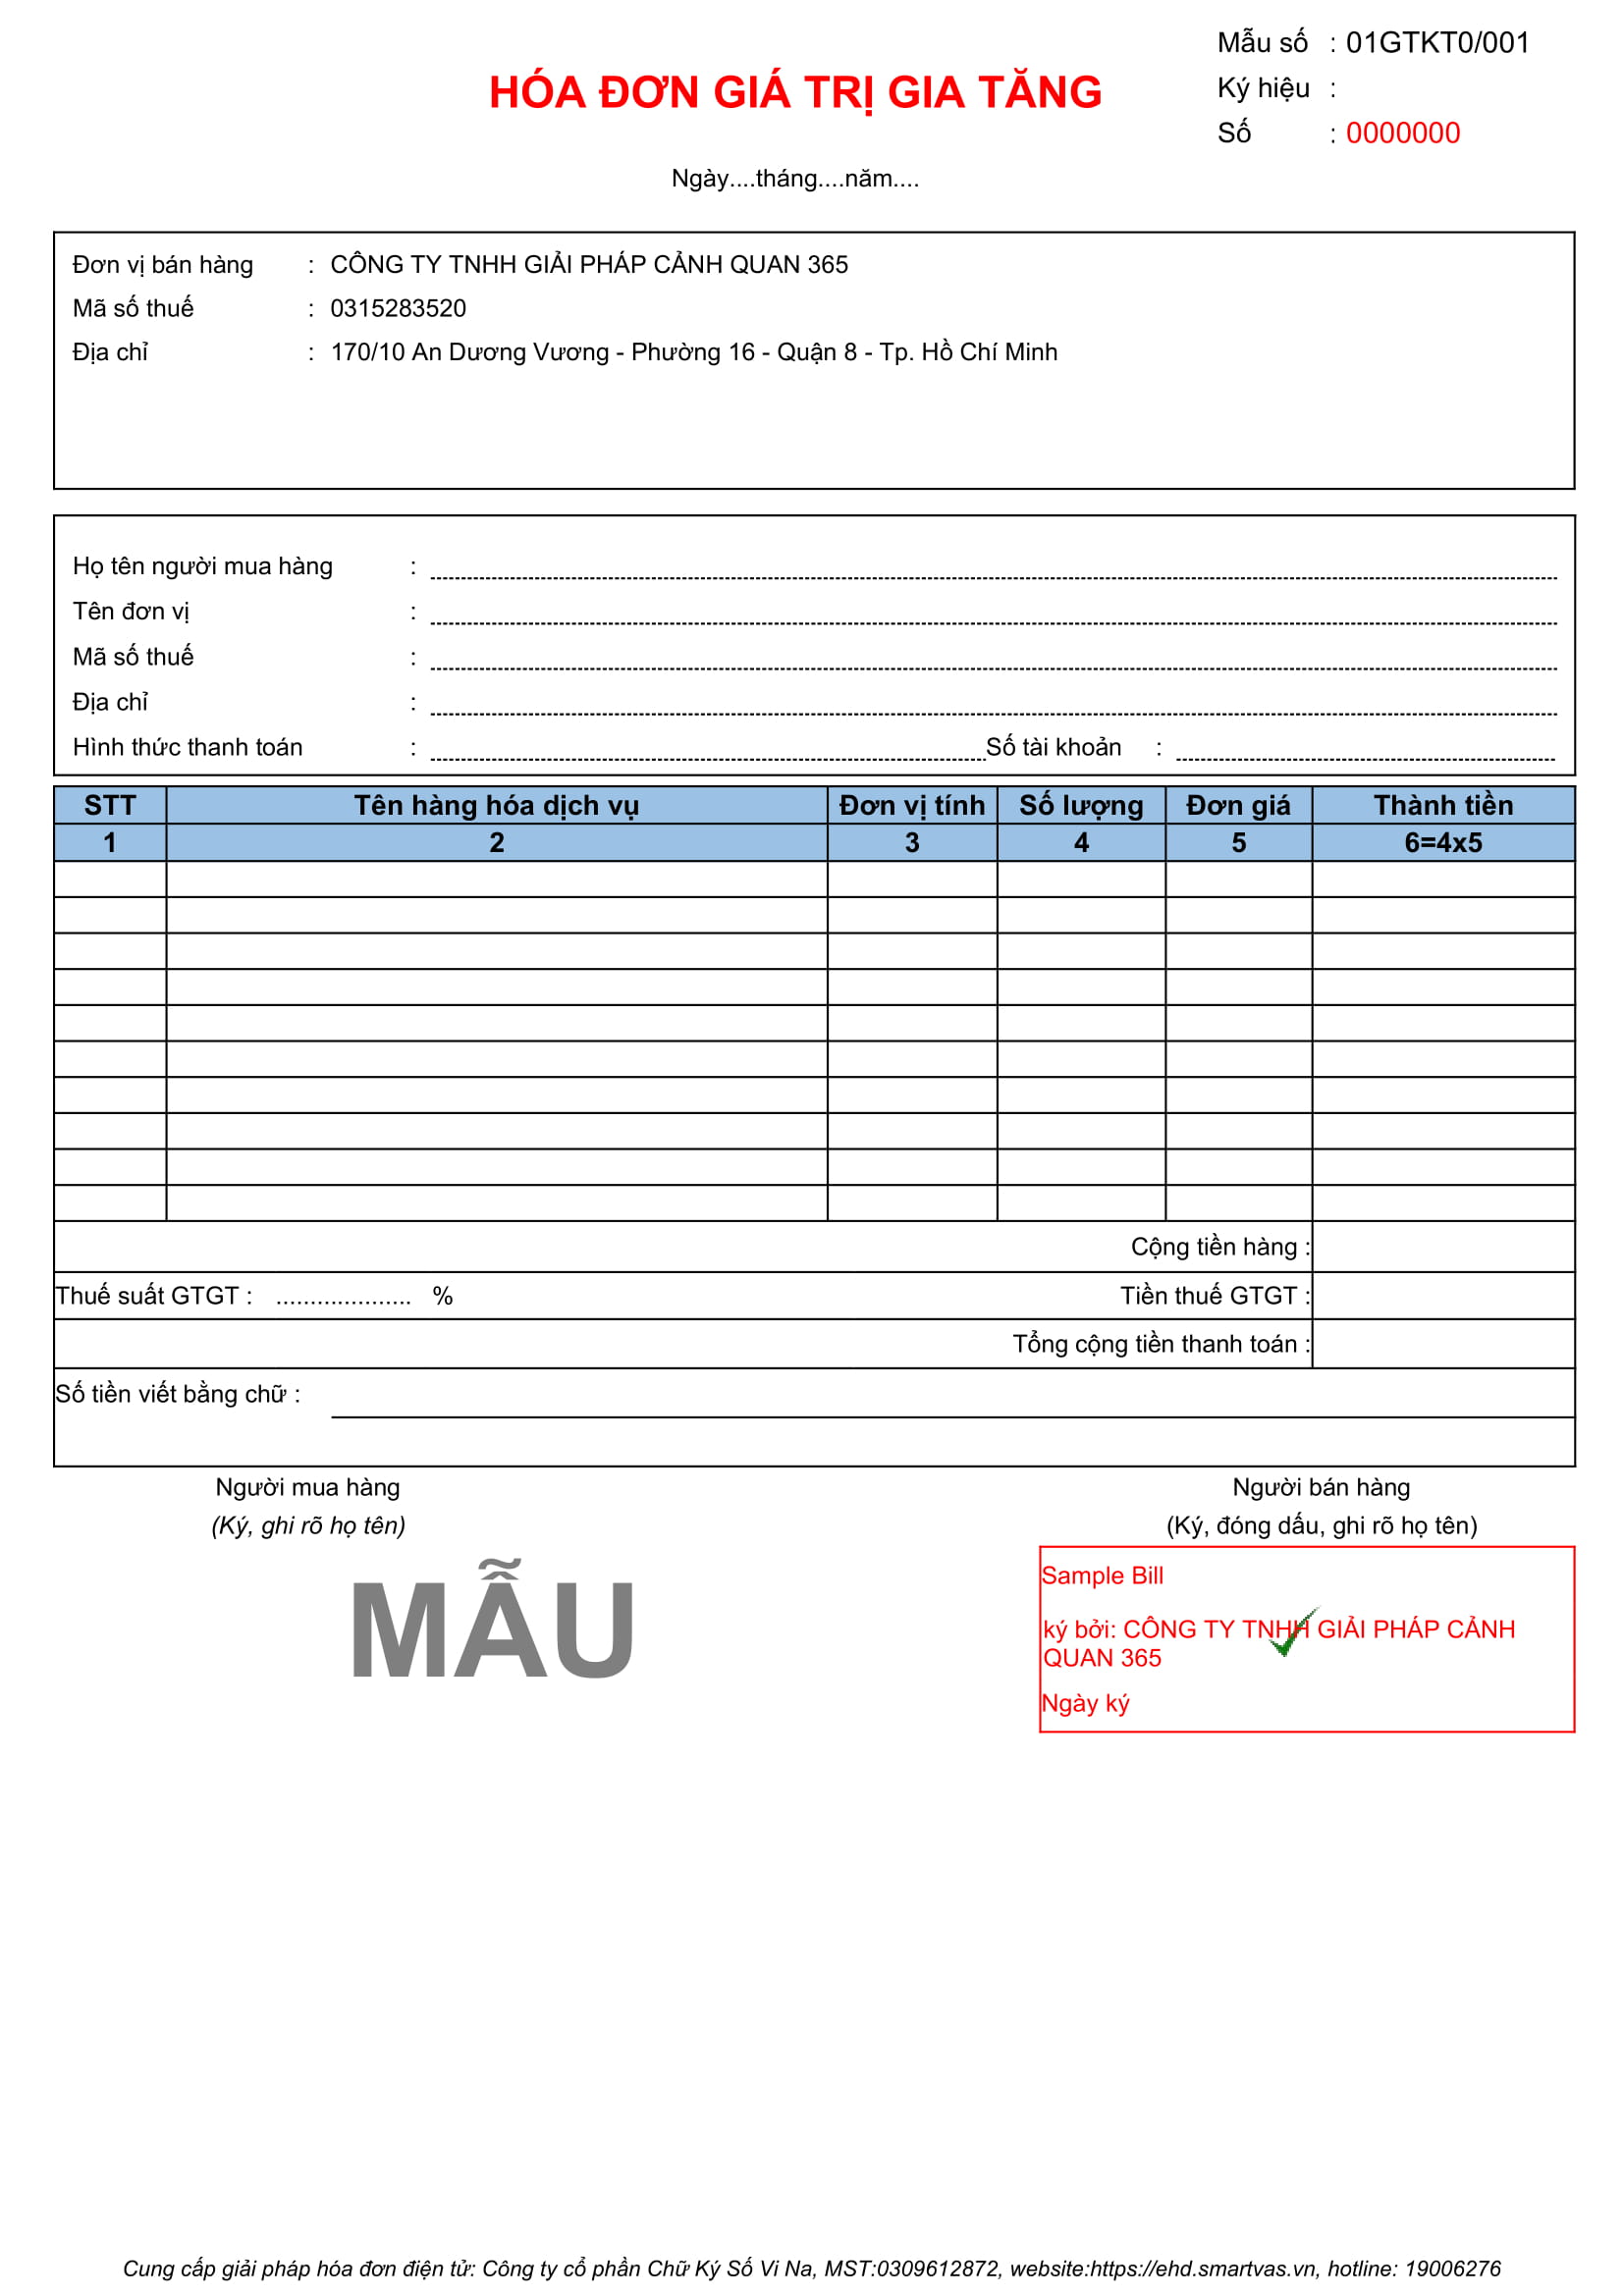 Mẫu số : 01GTKT0/001
HÓA ĐƠN GIÁ TRỊ GIA TĂNG
Ký hiệu :
Số : 0000000
Ngày....tháng....năm....
Đơn vị bán hàng : CÔNG TY TNHH GIẢI PHÁP CẢNH QUAN 365
Mã số thuế : 0315283520
Địa chỉ : 170/10 An Dương Vương - Phường 16 - Quận 8 - Tp. Hồ Chí Minh
Họ tên người mua hàng :
Tên đơn vị :
Mã số thuế :
Địa chỉ :
Hình thức thanh toán : Số tài khoản :
STT Tên hàng hóa dịch vụ Đơn vị tính Số lượng Đơn giá Thành tiền
1 2 3 4 5 6=4x5
Cộng tiền hàng :
Thuế suất GTGT : .................... % Tiền thuế GTGT :
Tổng cộng tiền thanh toán :
Số tiền viết bằng chữ :
Người mua hàng Người bán hàng
(Ký, ghi rõ họ tên) (Ký, đóng dấu, ghi rõ họ tên)
MẪU
Sample Bill
ký bởi: CÔNG TY TNHH GIẢI PHÁP CẢNH
QUAN 365
Ngày ký
Cung cấp giải pháp hóa đơn điện tử: Công ty cổ phần Chữ Ký Số Vi Na, MST:0309612872, website:https://ehd.smartvas.vn, hotline: 19006276